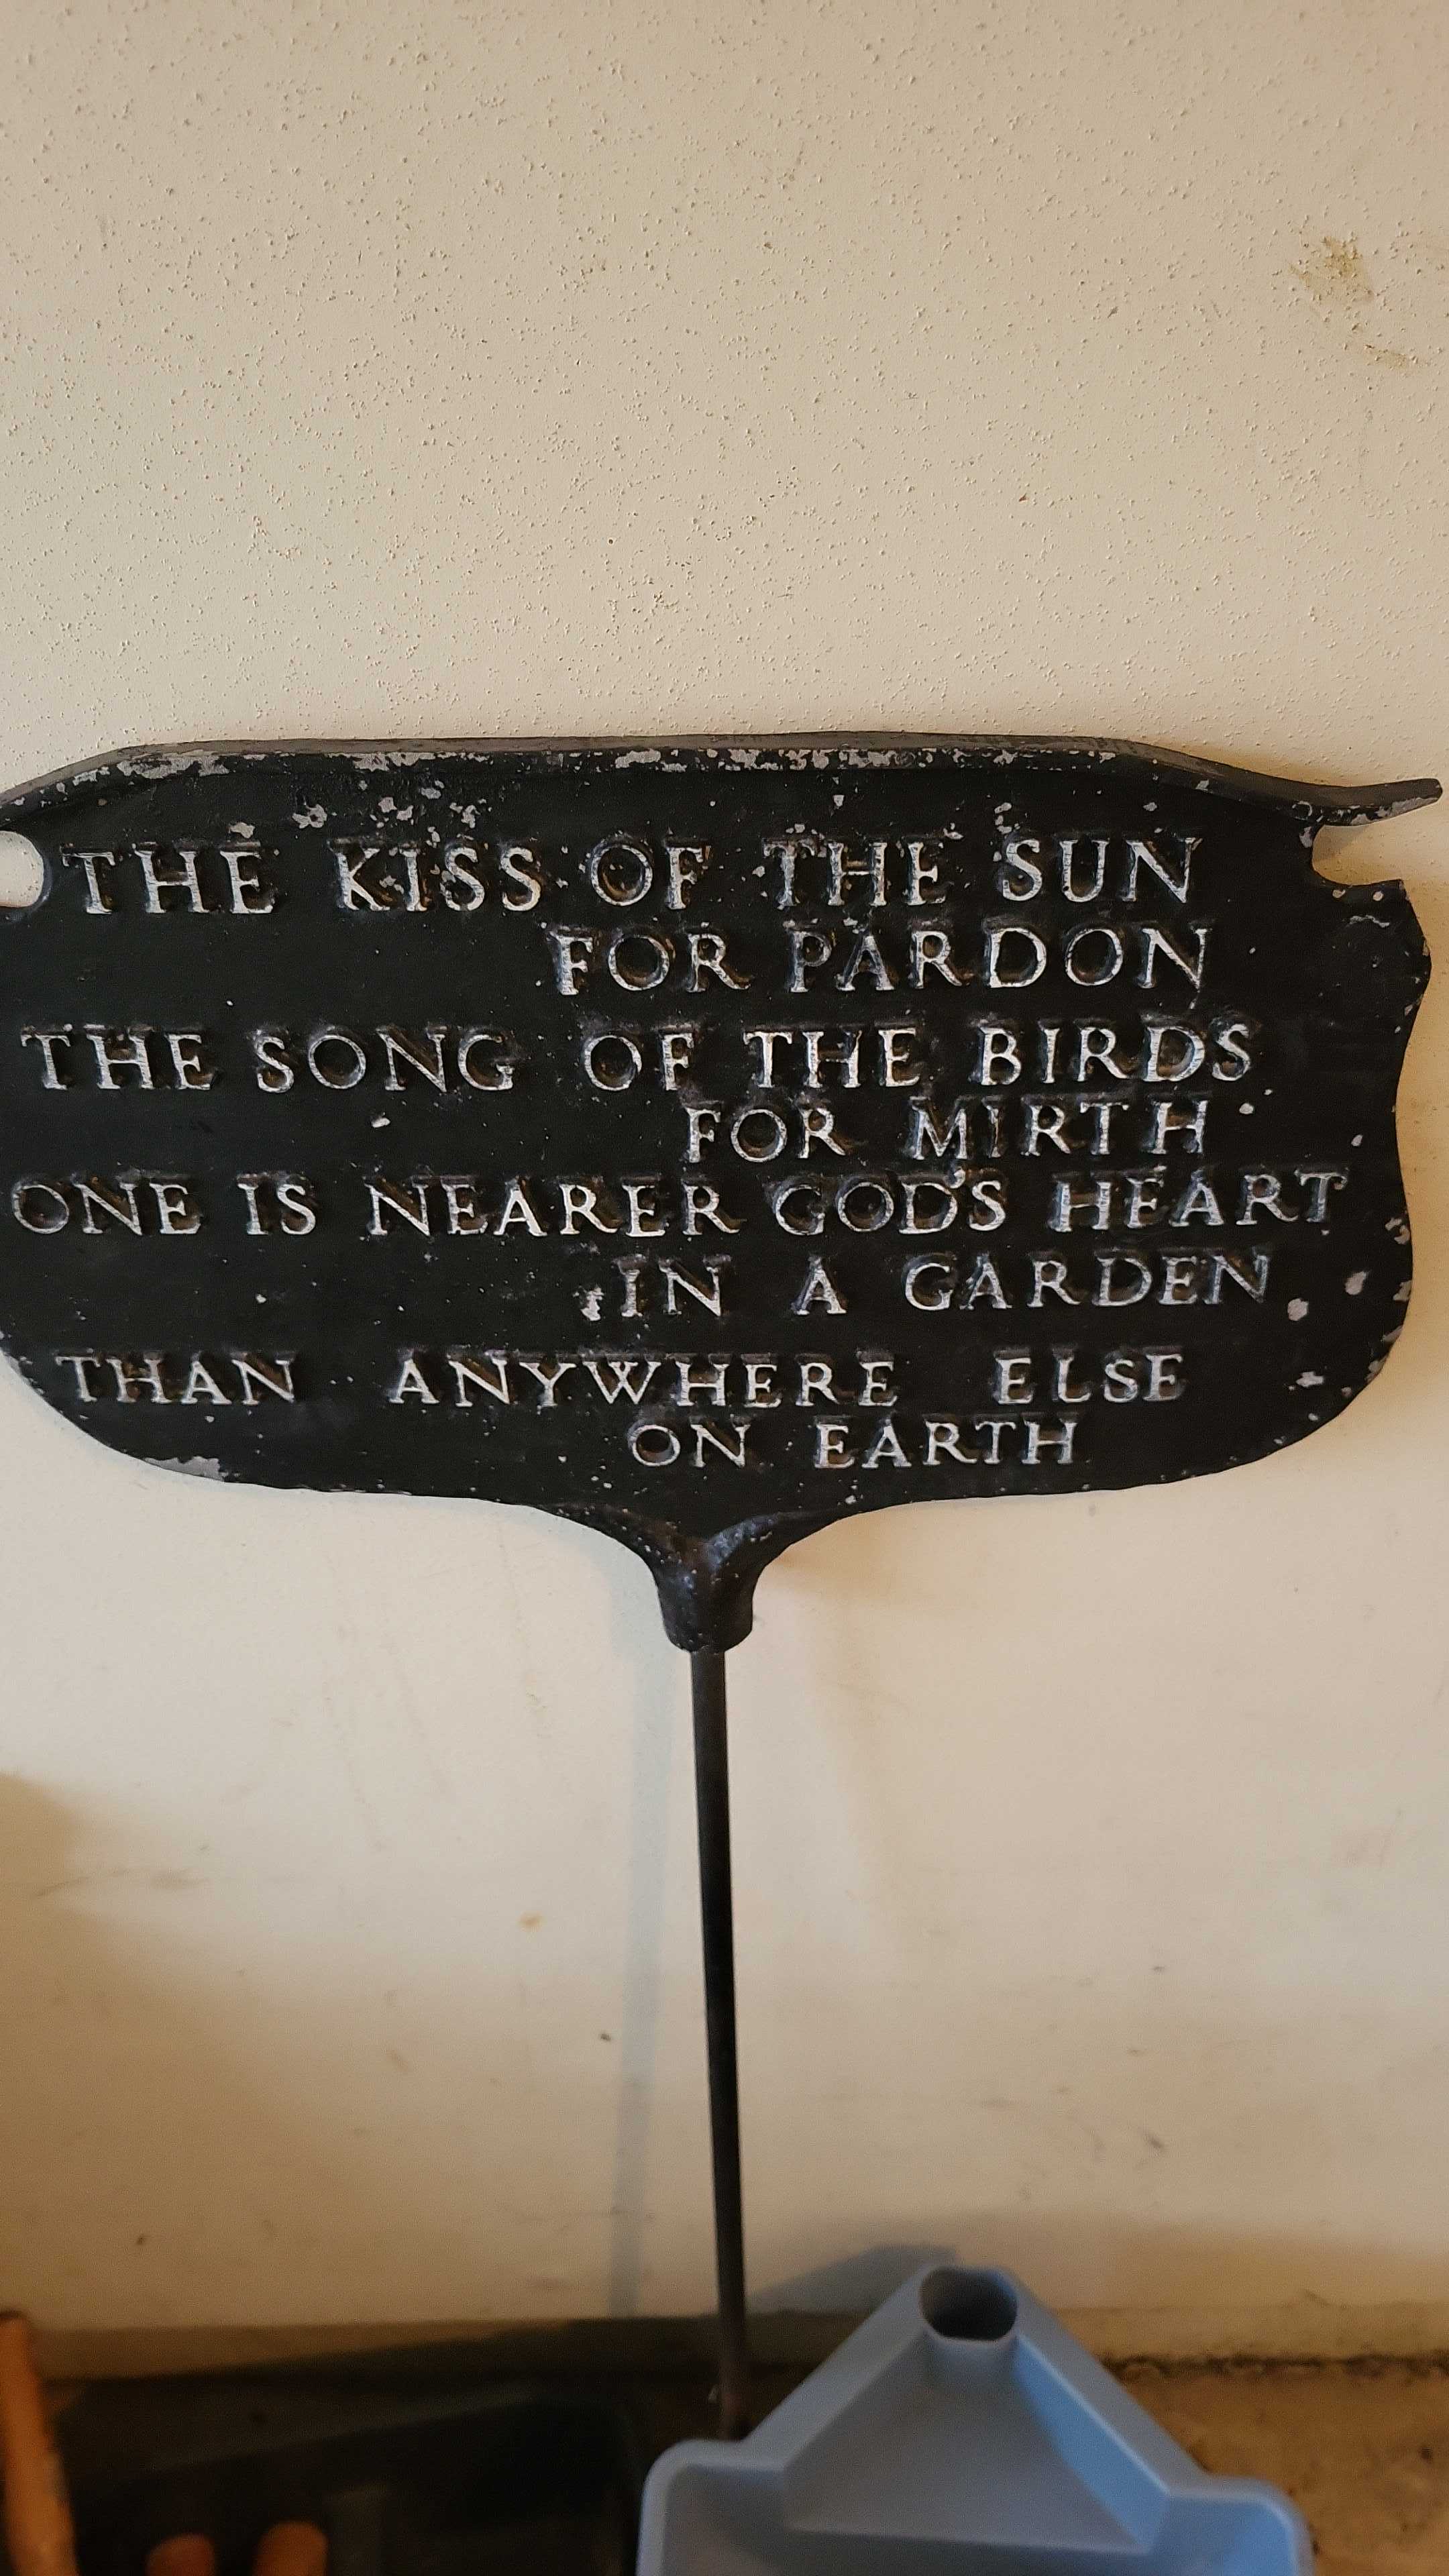 THE KISS OF THE SUN
FOR PARDON
THE SONG OF THE BIRDS
FOR MIRTH
ONE IS NEARER GOD'S HEART
IN A GARDEN
THAN ANYWHERE ELSE
ON EARTH